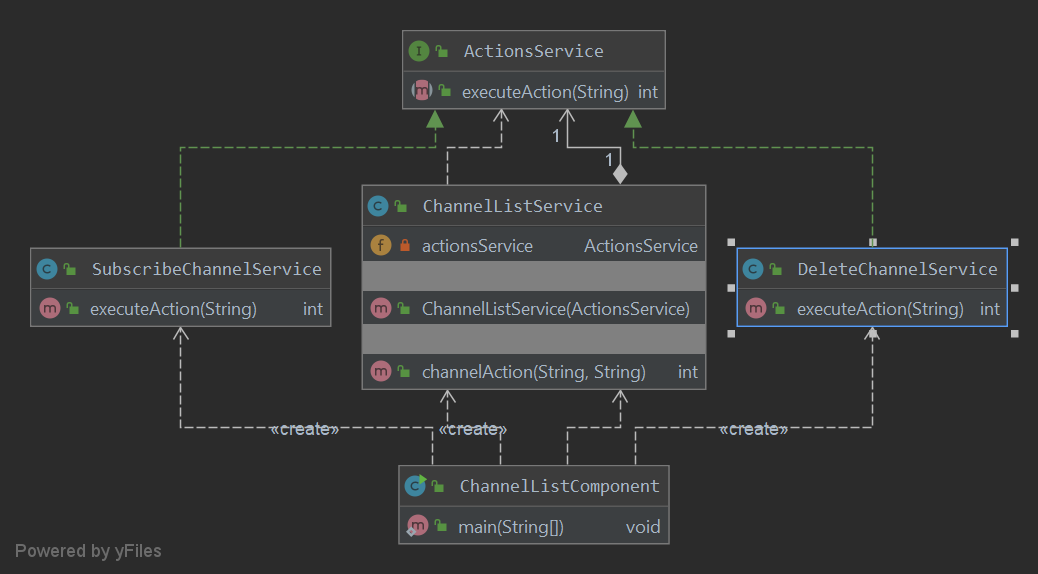 I ActionsService
m executeAction(String) int
1
1
C ChannelListService
f actionsService ActionsService
m ChannelListService(ActionsService)
m channelAction(String, String) int
C SubscribeChannelService
m executeAction(String) int
C DeleteChannelService
m executeAction(String) int
«create» «create» «create»
C ChannelListComponent
m main(String[]) void
Powered by yFiles